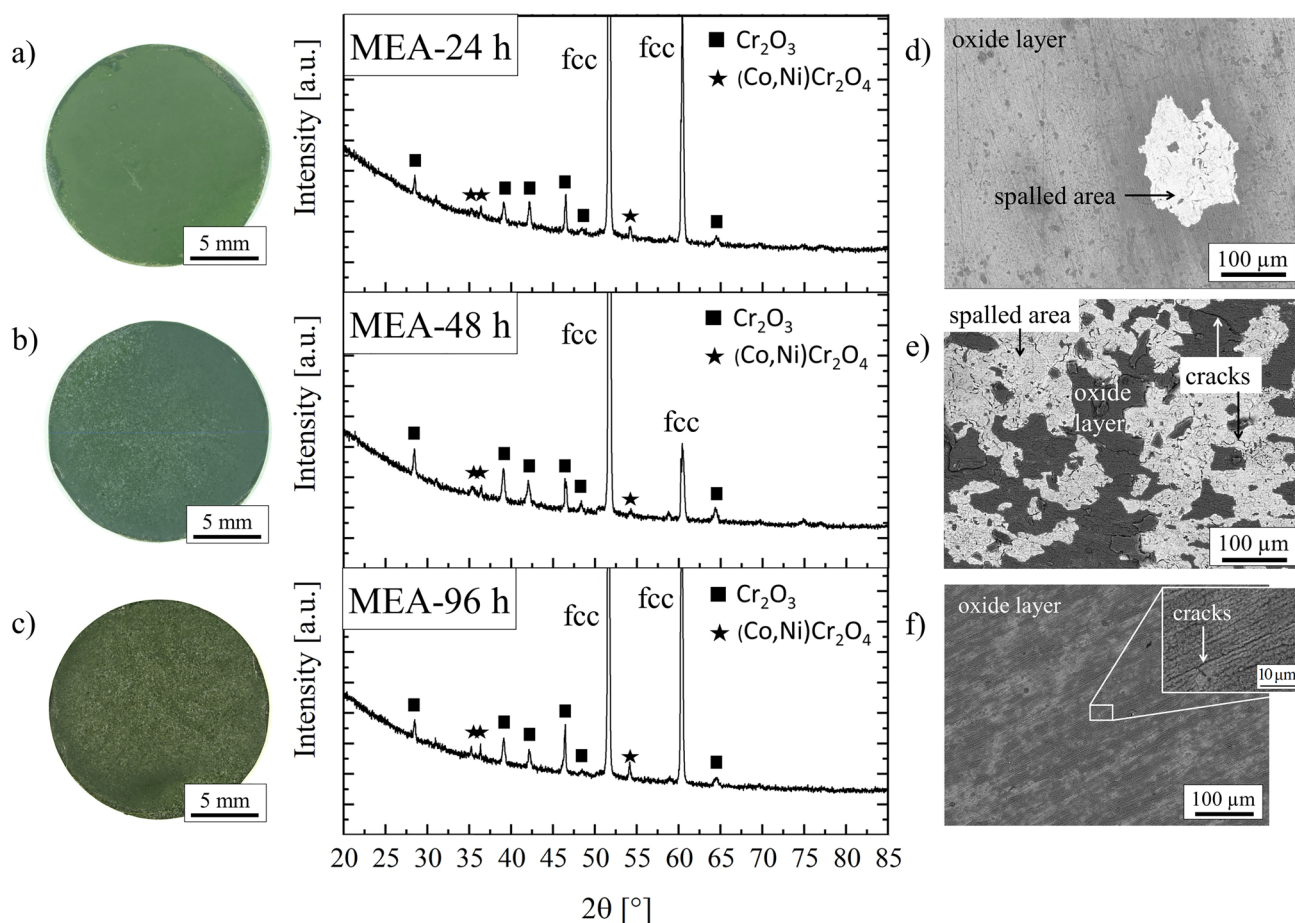 a)
5 mm
b)
5 mm
c)
5 mm
Intensity [a.u.]
MEA-24 h
fcc
fcc
■ Cr₂O₃
★ (Co,Ni)Cr₂O₄
Intensity [a.u.]
MEA-48 h
fcc
fcc
■ Cr₂O₃
★ (Co,Ni)Cr₂O₄
Intensity [a.u.]
MEA-96 h
fcc
fcc
■ Cr₂O₃
★ (Co,Ni)Cr₂O₄
20 25 30 35 40 45 50 55 60 65 70 75 80 85
2θ [°]
d)
oxide layer
spalled area
100 µm
e)
spalled area
cracks
oxide
layer
100 µm
f)
oxide layer
cracks
10 µm
100 µm